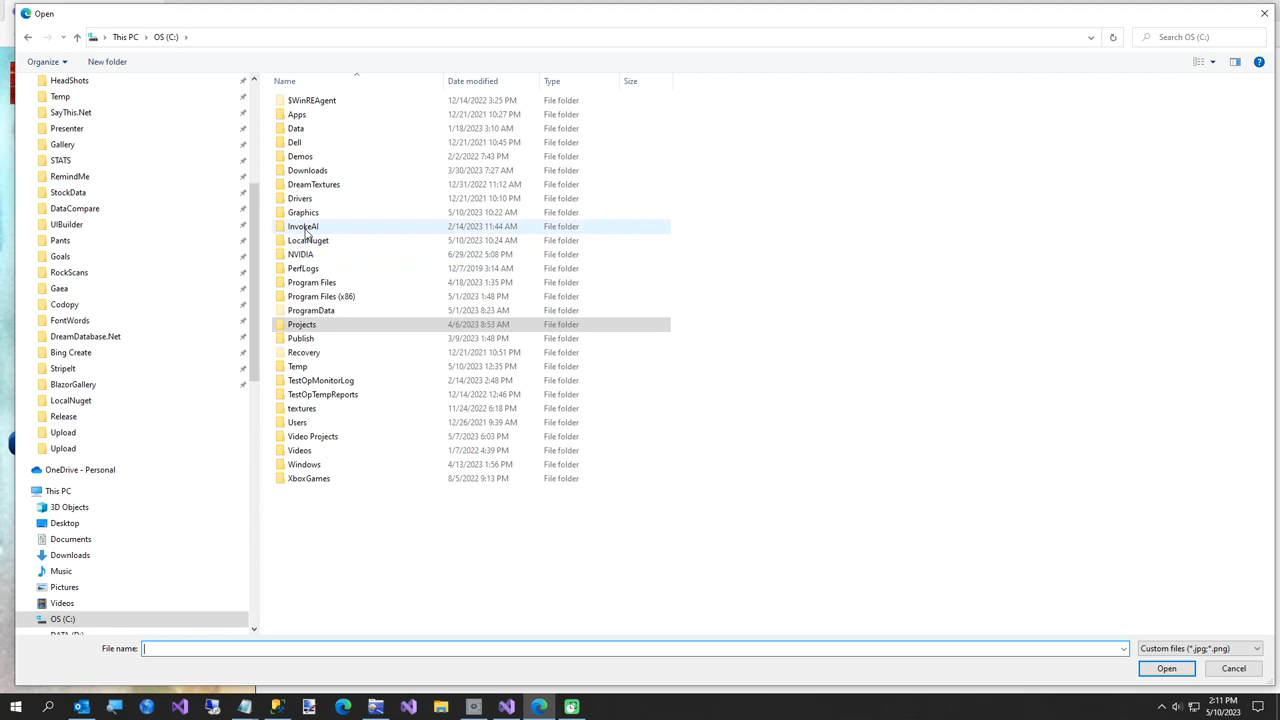 Open
This PC > OS (C:) >
Search OS (C:)
Organize
New folder
HeadShots
Temp
SayThis.Net
Presenter
Gallery
STATS
RemindMe
StockData
DataCompare
UIBuilder
Pants
Goals
RockScans
Gaea
Codopy
FontWords
DreamDatabase.Net
Bing Create
StripeIt
BlazorGallery
LocalNuget
Release
Upload
Upload
OneDrive - Personal
This PC
3D Objects
Desktop
Documents
Downloads
Music
Pictures
Videos
OS (C:)
DATA (D:)
Name Date modified Type Size
$WinREAgent 12/14/2022 3:25 PM File folder
Apps 12/21/2021 10:27 PM File folder
Data 1/18/2023 3:10 AM File folder
Dell 12/21/2021 10:45 PM File folder
Demos 2/2/2022 7:43 PM File folder
Downloads 3/30/2023 7:27 AM File folder
DreamTextures 12/31/2022 11:12 AM File folder
Drivers 12/21/2021 10:10 PM File folder
Graphics 5/10/2023 10:22 AM File folder
InvokeAI 2/14/2023 11:44 AM File folder
LocalNuget 5/10/2023 10:24 AM File folder
NVIDIA 6/29/2022 5:08 PM File folder
PerfLogs 12/7/2019 3:14 AM File folder
Program Files 4/18/2023 1:35 PM File folder
Program Files (x86) 5/1/2023 1:48 PM File folder
ProgramData 5/1/2023 8:23 AM File folder
Projects 4/6/2023 8:53 AM File folder
Publish 3/9/2023 1:48 PM File folder
Recovery 12/21/2021 10:51 PM File folder
Temp 5/10/2023 12:35 PM File folder
TestOpMonitorLog 2/14/2023 2:48 PM File folder
TestOpTempReports 12/14/2022 12:46 PM File folder
textures 11/24/2022 6:18 PM File folder
Users 12/26/2021 9:39 AM File folder
Video Projects 5/7/2023 6:03 PM File folder
Videos 1/7/2022 4:39 PM File folder
Windows 4/13/2023 1:56 PM File folder
XboxGames 8/5/2022 9:13 PM File folder
File name:
Custom files (*.jpg;*.png)
Open
Cancel
2:11 PM
5/10/2023